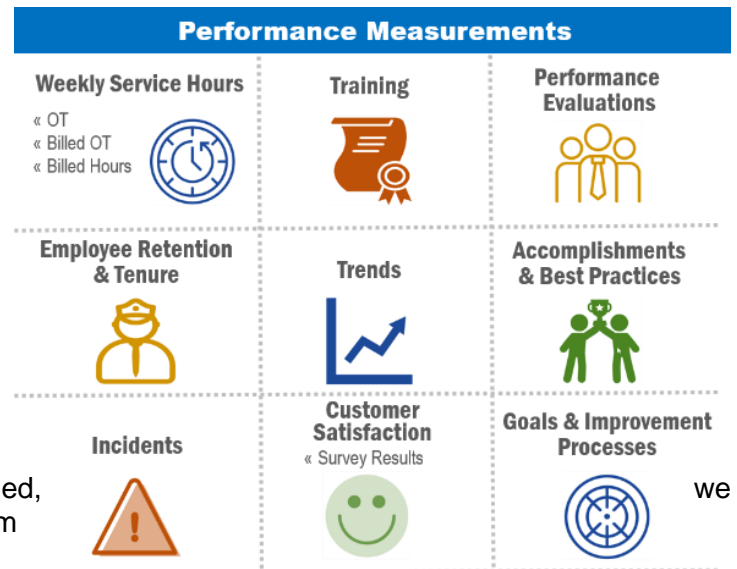 Performance Measurements
Weekly Service Hours
« OT
« Billed OT
« Billed Hours
Training
Performance
Evaluations
Employee Retention
& Tenure
Trends
Accomplishments
& Best Practices
Incidents
Customer
Satisfaction
« Survey Results
Goals & Improvement
Processes
ed,
m
we